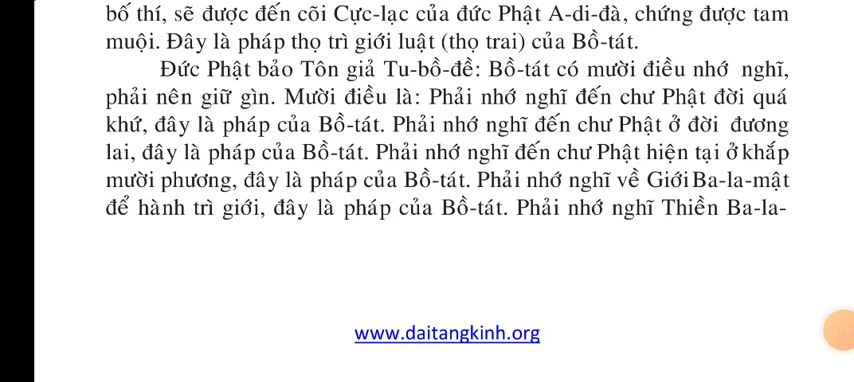 bố thí, sẽ được đến cõi Cực-lạc của đức Phật A-di-đà, chứng được tam
muội. Đây là pháp thọ trì giới luật (thọ trai) của Bồ-tát.
Đức Phật bảo Tôn giả Tu-bồ-đề: Bồ-tát có mười điều nhớ nghĩ,
phải nên giữ gìn. Mười điều là: Phải nhớ nghĩ đến chư Phật đời quá
khứ, đây là pháp của Bồ-tát. Phải nhớ nghĩ đến chư Phật ở đời đương
lai, đây là pháp của Bồ-tát. Phải nhớ nghĩ đến chư Phật hiện tại ở khắp
mười phương, đây là pháp của Bồ-tát. Phải nhớ nghĩ về Giới Ba-la-mật
để hành trì giới, đây là pháp của Bồ-tát. Phải nhớ nghĩ Thiền Ba-la-
www.daitangkinh.org